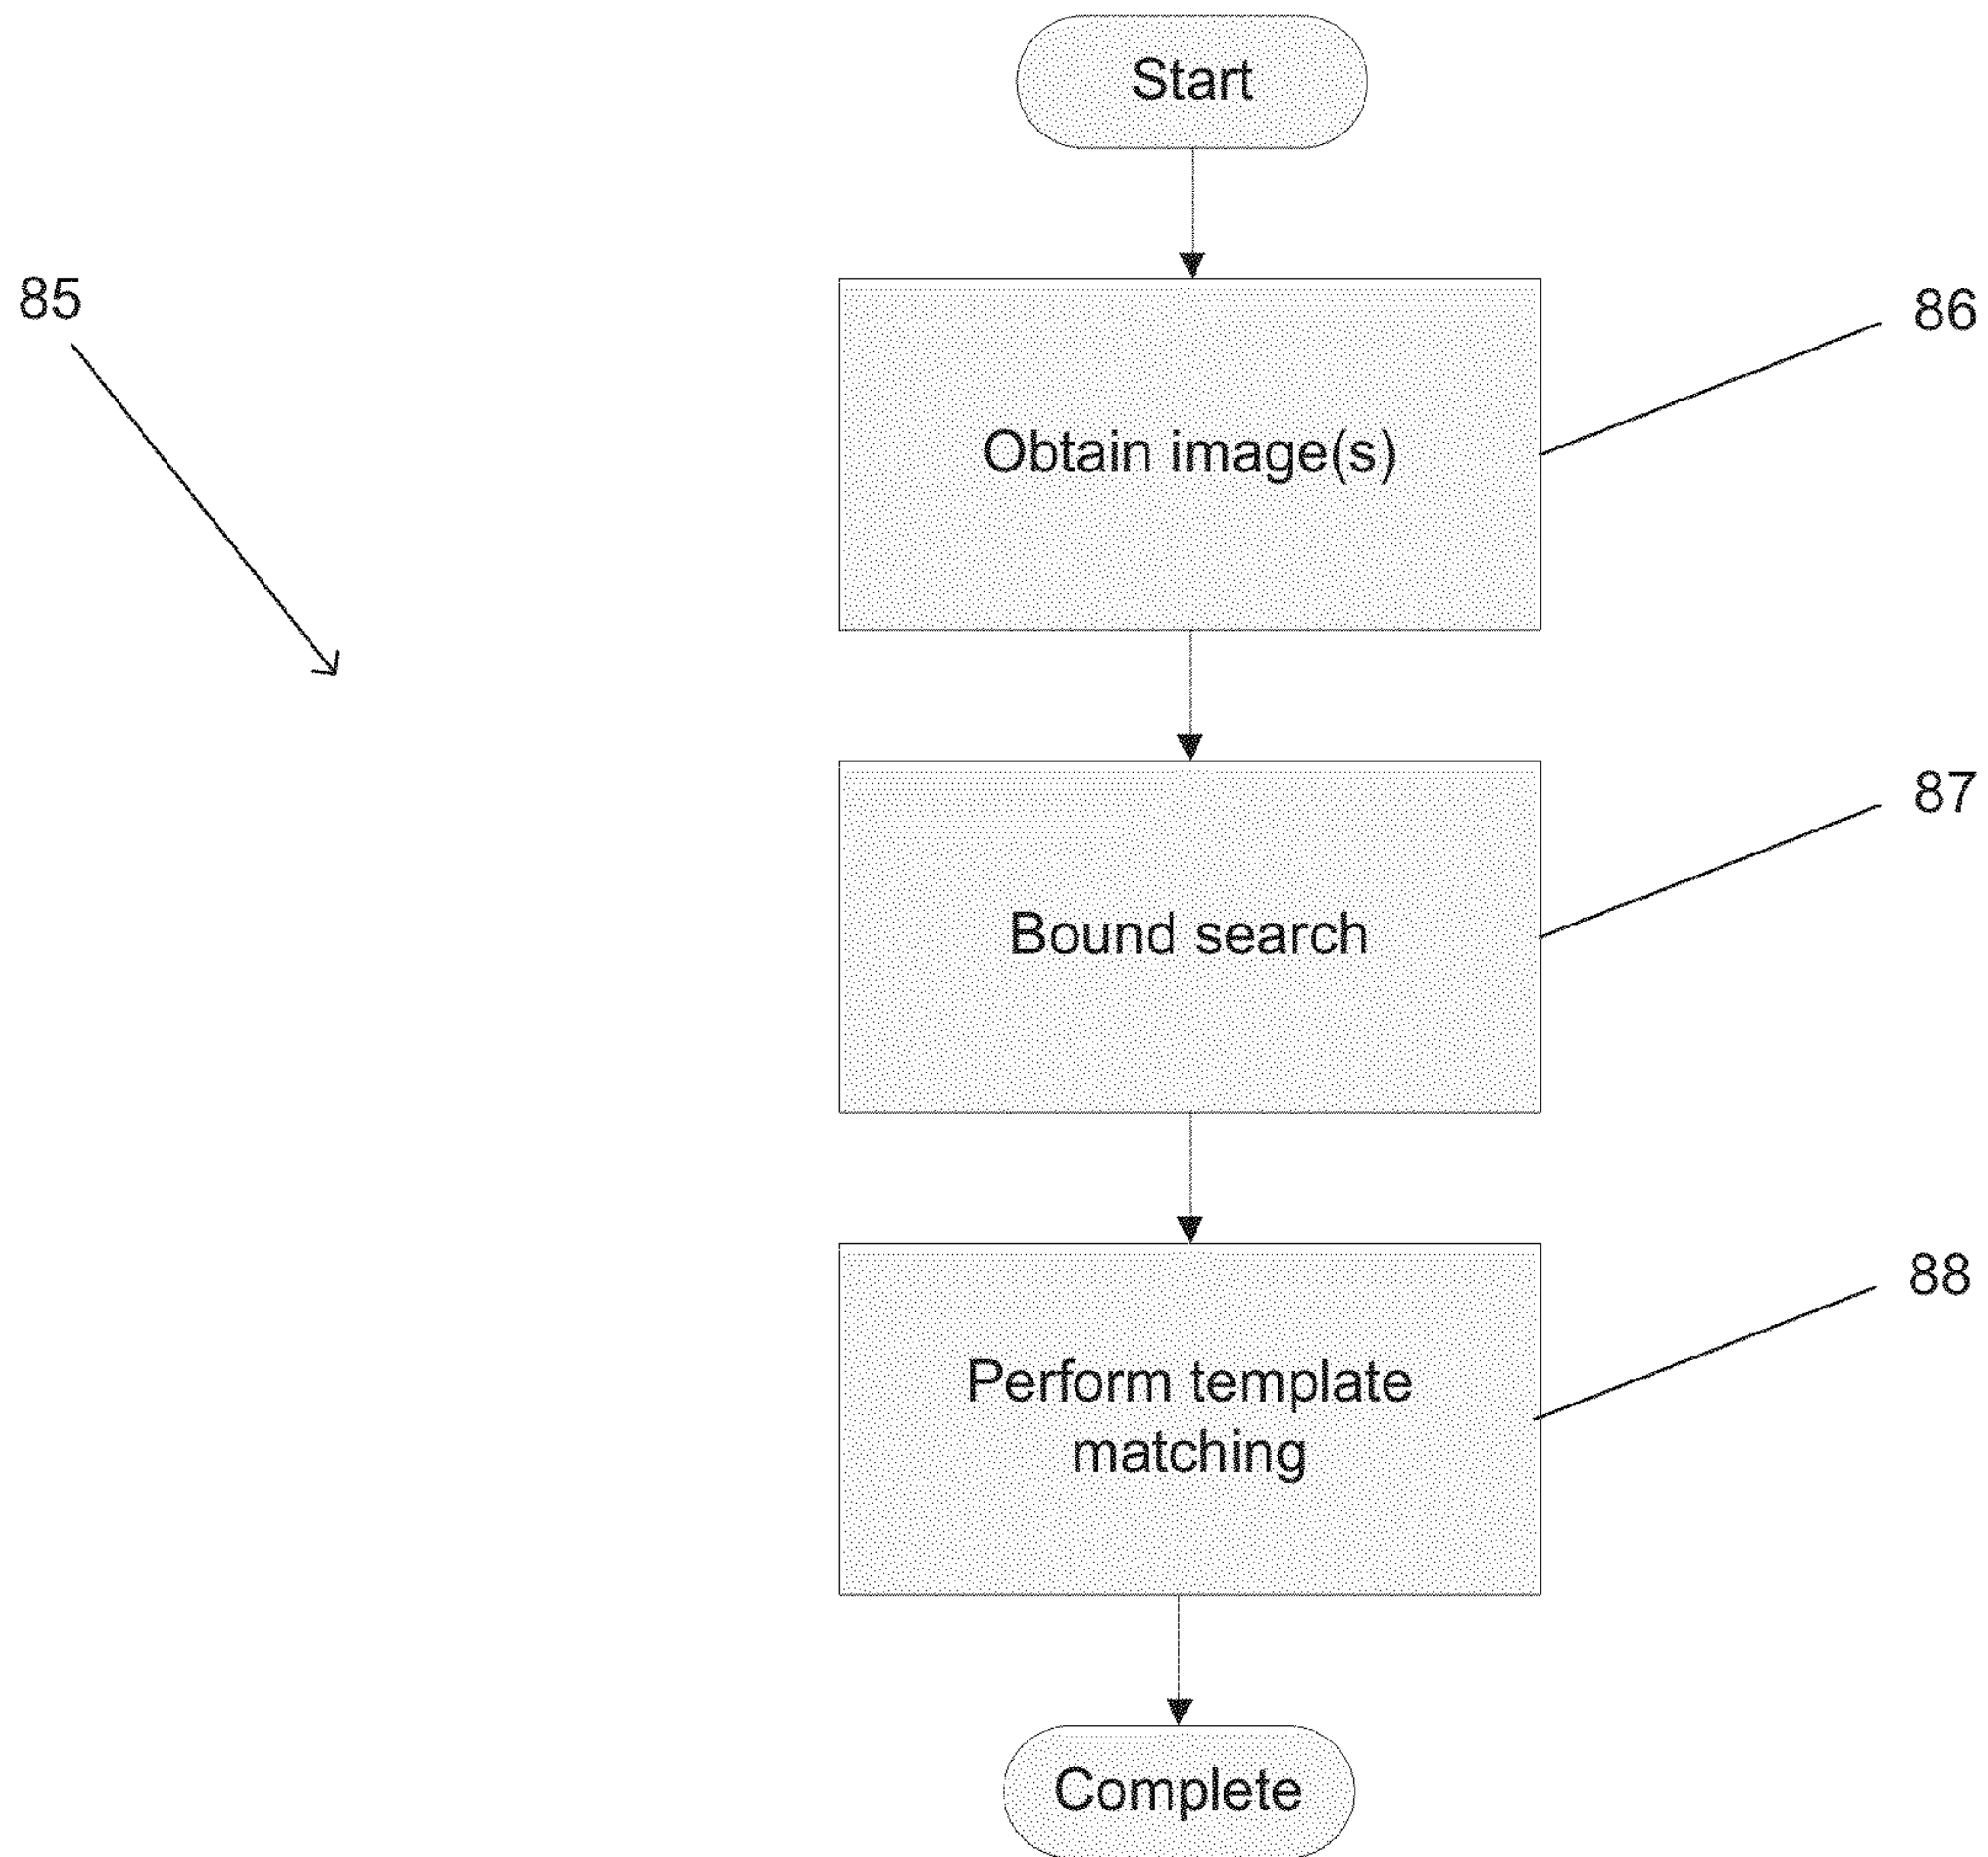 Start
85
86
Obtain image(s)
87
Bound search
88
Perform template
matching
Complete